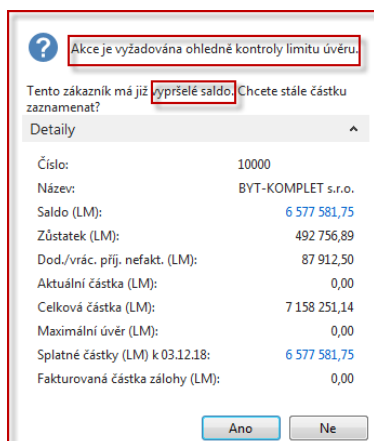 Akce je vyžadována ohledně kontroly limitu úvěru.
Tento zákazník má již vypršelé saldo. Chcete stále částku
zaznamenat?
Detaily
Číslo: 10000
Název: BYT-KOMPLET s.r.o.
Saldo (LM): 6 577 581,75
Zůstatek (LM): 492 756,89
Dod./vrác. příj. nefakt. (LM): 87 912,50
Aktuální částka (LM): 0,00
Celková částka (LM): 7 158 251,14
Maximální úvěr (LM): 0,00
Splatné částky (LM) k 03.12.18: 6 577 581,75
Fakturovaná částka zálohy (LM): 0,00
Ano Ne